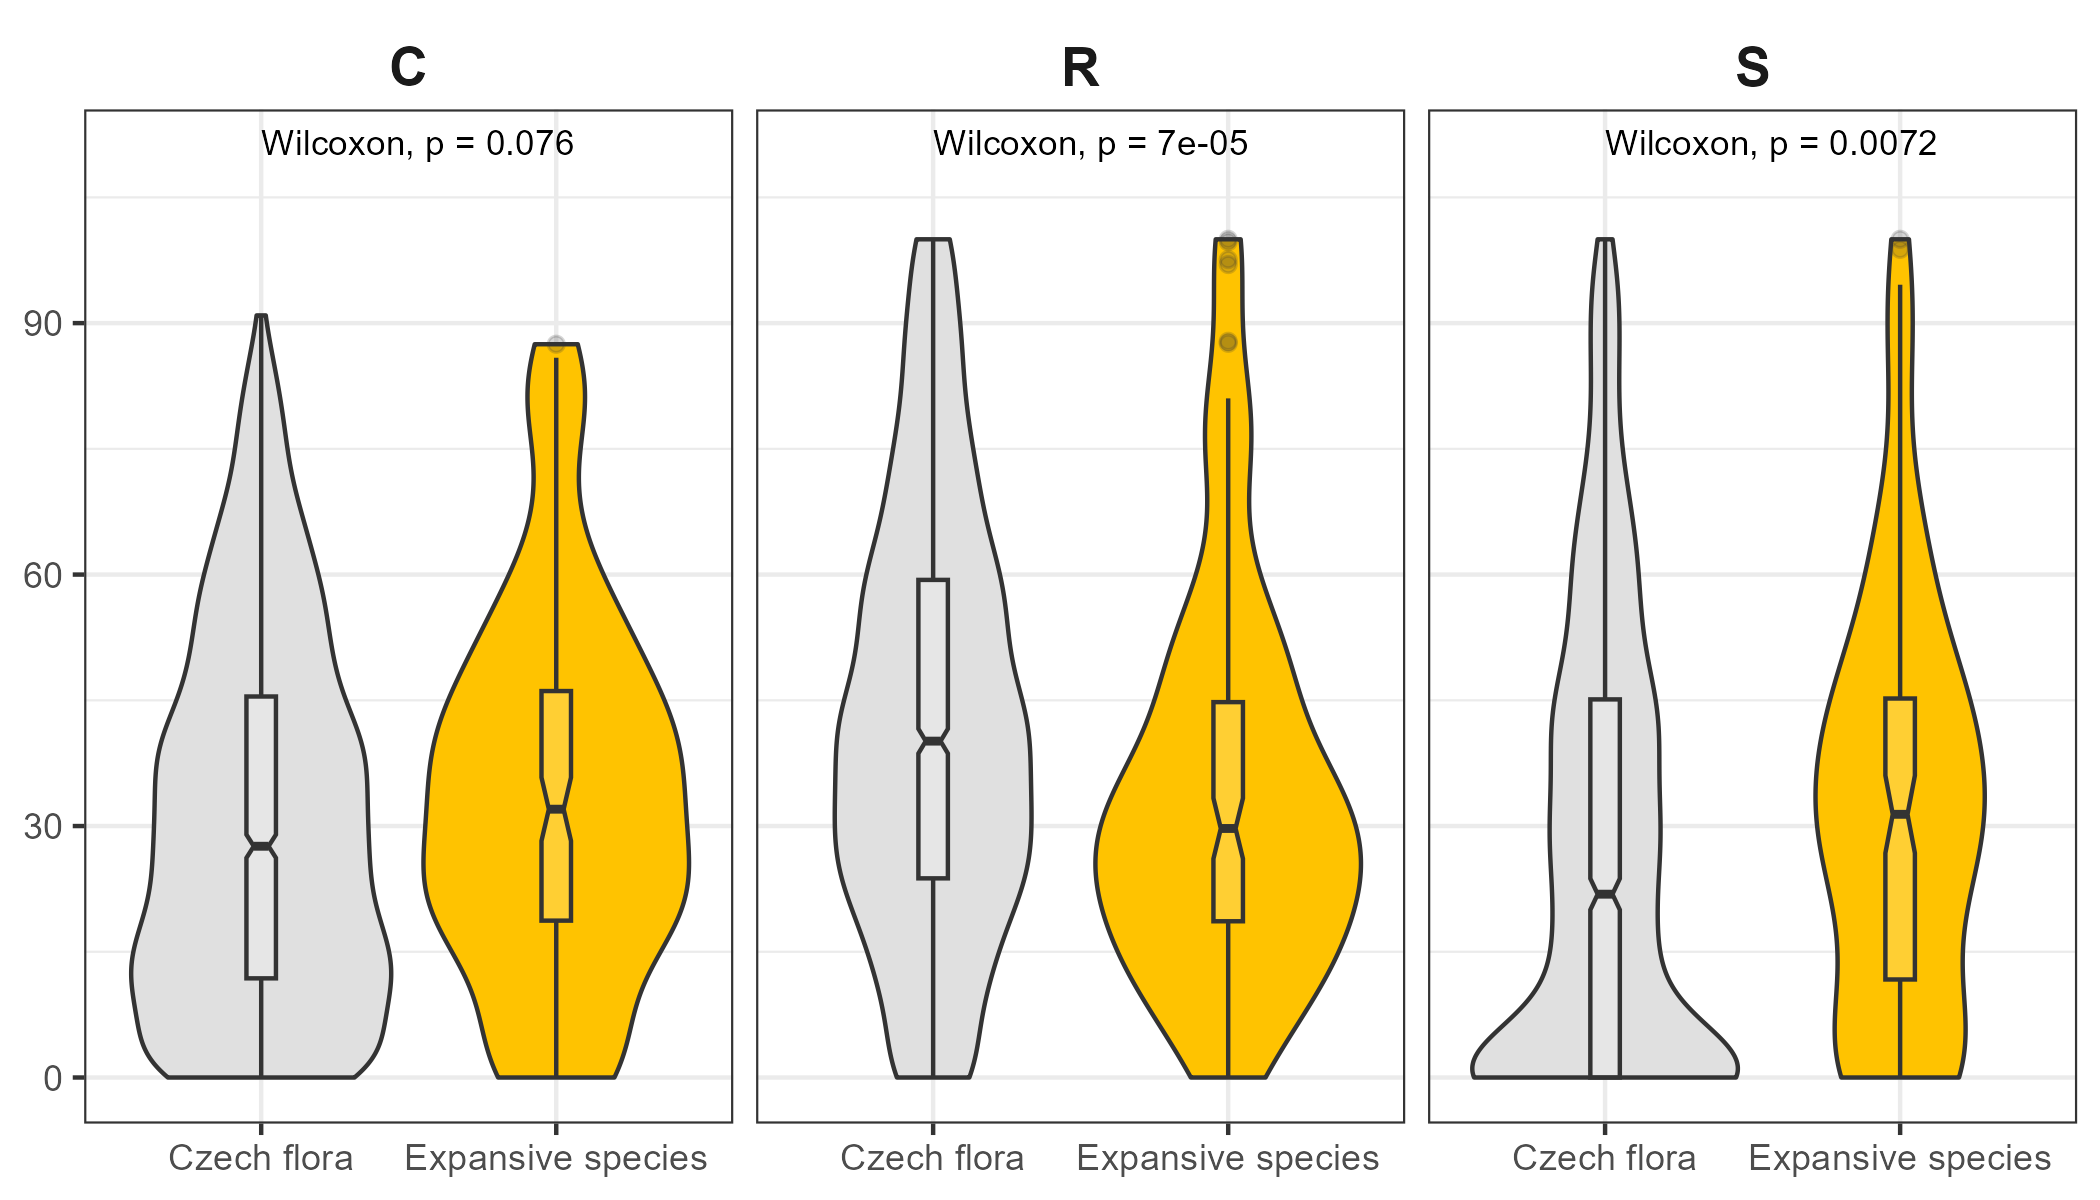 C R S
Wilcoxon, p = 0.076 Wilcoxon, p = 7e-05 Wilcoxon, p = 0.0072
90
60
30
0
Czech flora Expansive species Czech flora Expansive species Czech flora Expansive species